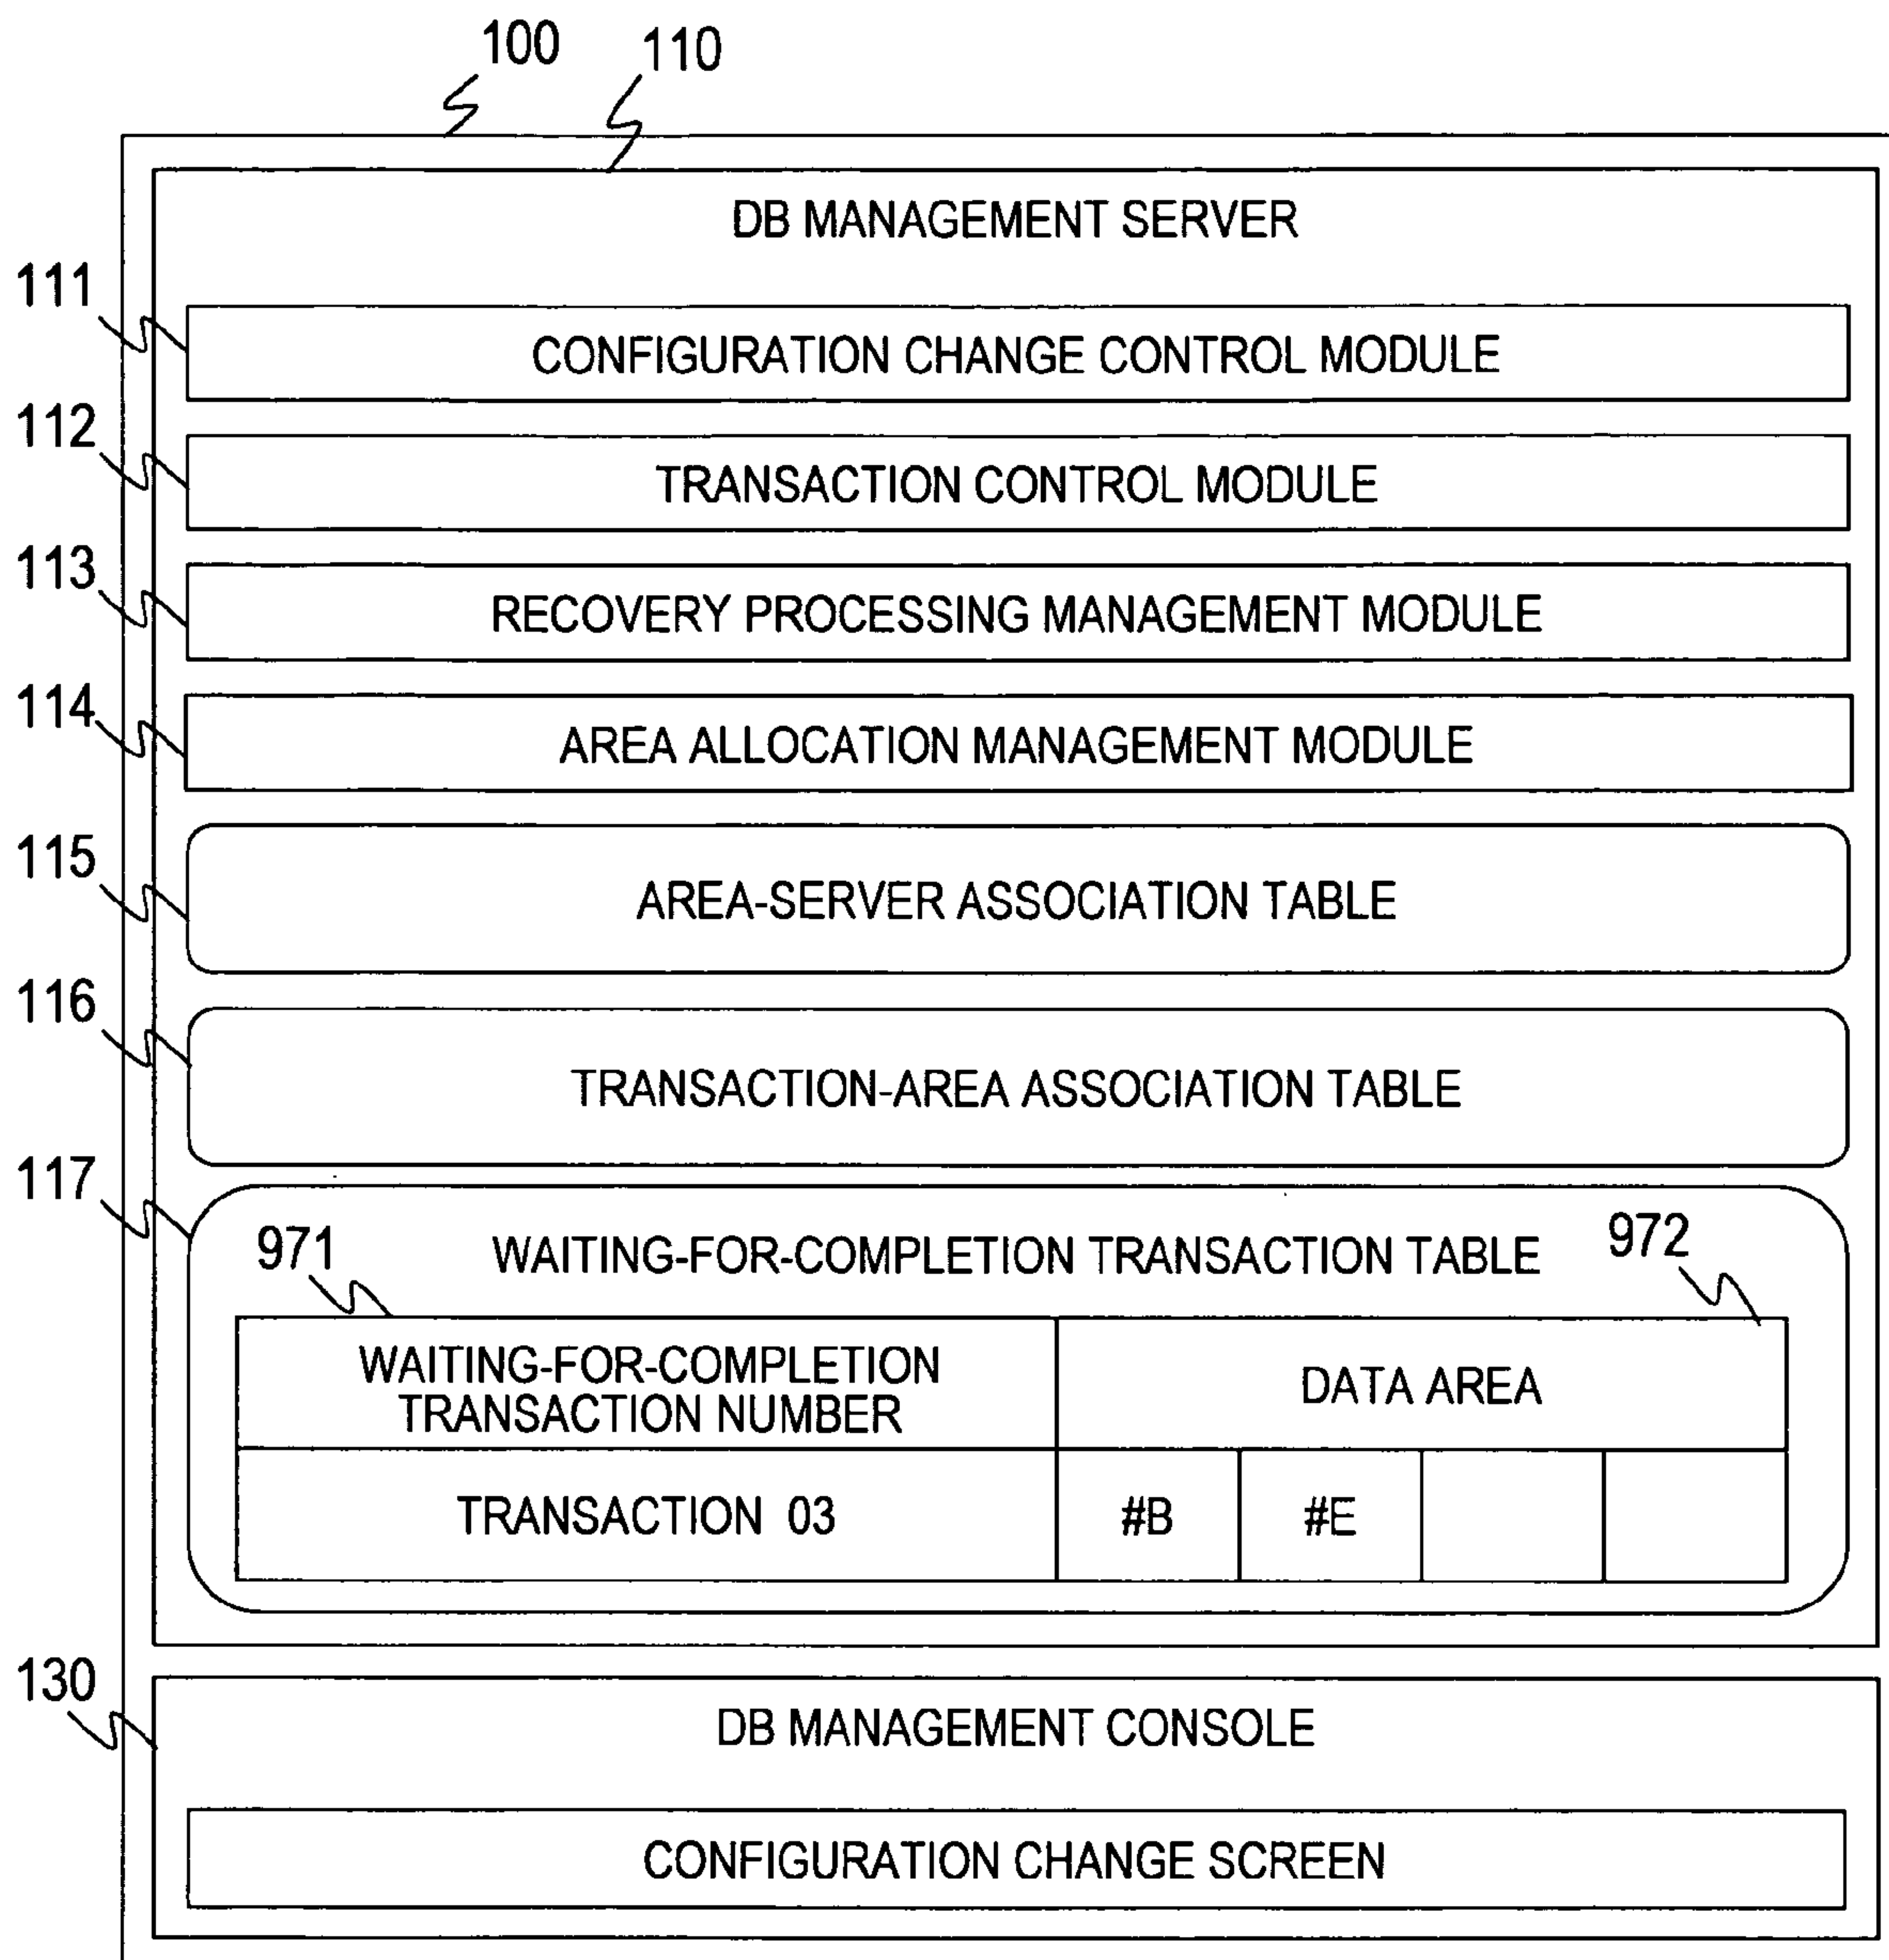 100
110
DB MANAGEMENT SERVER
111
CONFIGURATION CHANGE CONTROL MODULE
112
TRANSACTION CONTROL MODULE
113
RECOVERY PROCESSING MANAGEMENT MODULE
114
AREA ALLOCATION MANAGEMENT MODULE
115
AREA-SERVER ASSOCIATION TABLE
116
TRANSACTION-AREA ASSOCIATION TABLE
117
971
WAITING-FOR-COMPLETION TRANSACTION TABLE
972
WAITING-FOR-COMPLETION
TRANSACTION NUMBER
DATA AREA
TRANSACTION 03
#B
#E
130
DB MANAGEMENT CONSOLE
CONFIGURATION CHANGE SCREEN